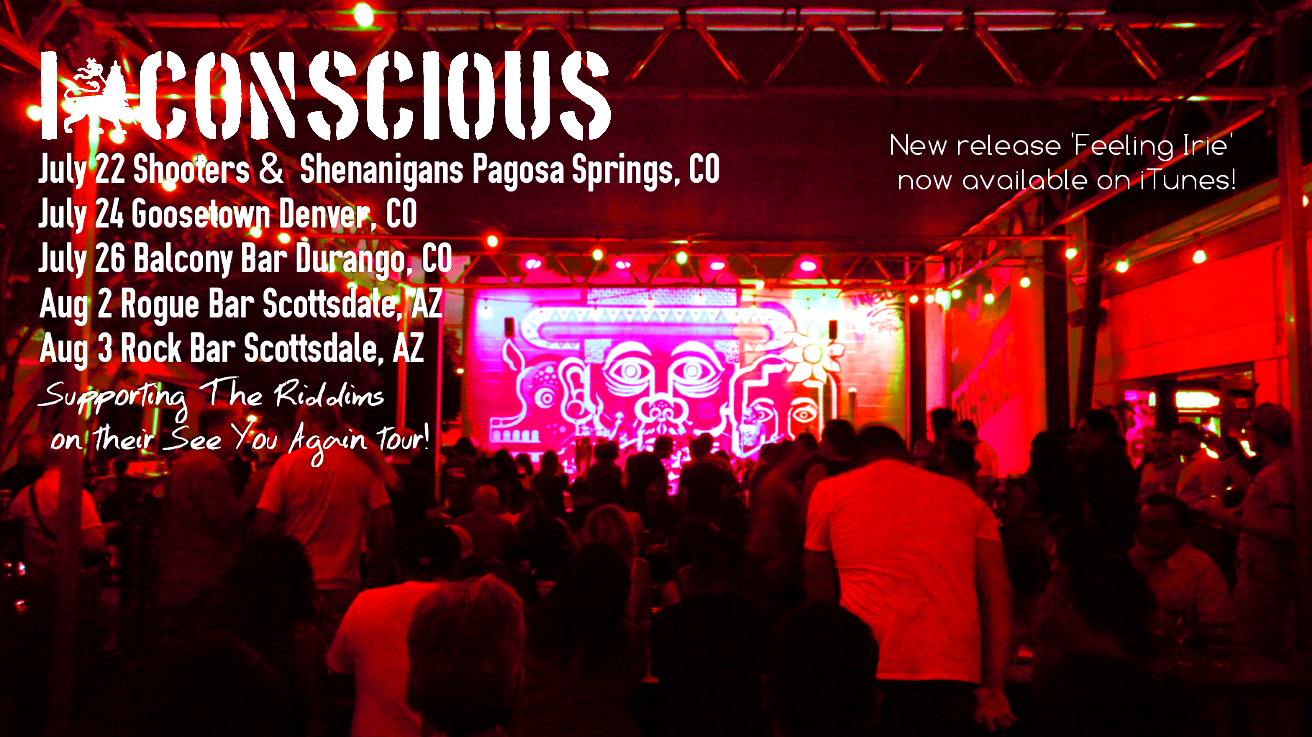 I CONSCIOUS
July 22 Shooters & Shenanigans Pagosa Springs, CO
July 24 Goosetown Denver, CO
July 26 Balcony Bar Durango, CO
Aug 2 Rogue Bar Scottsdale, AZ
Aug 3 Rock Bar Scottsdale, AZ
Supporting The Riddims
on their See You Again Tour!
New release 'Feeling Irie'
now available on iTunes!